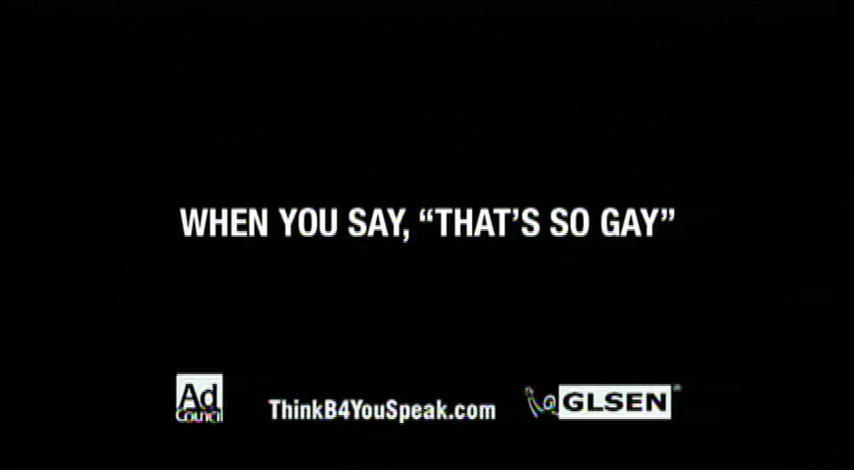 WHEN YOU SAY, “THAT’S SO GAY”
Ad
Council
ThinkB4YouSpeak.com
GLSEN®